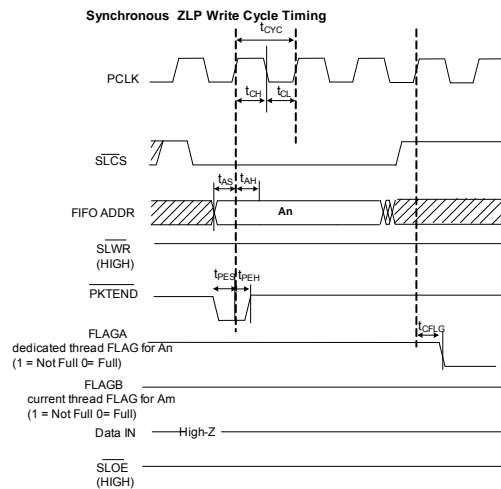 Synchronous ZLP Write Cycle Timing
tCYC
PCLK
tCH
tCL
SLCS
tAS
tAH
FIFO ADDR
An
SLWR
(HIGH)
PKTEND
tPES
tPEH
FLAGA
dedicated thread FLAG for An
(1 = Not Full 0= Full)
tCFLG
FLAGB
current thread FLAG for Am
(1 = Not Full 0= Full)
Data IN
High-Z
SLOE
(HIGH)